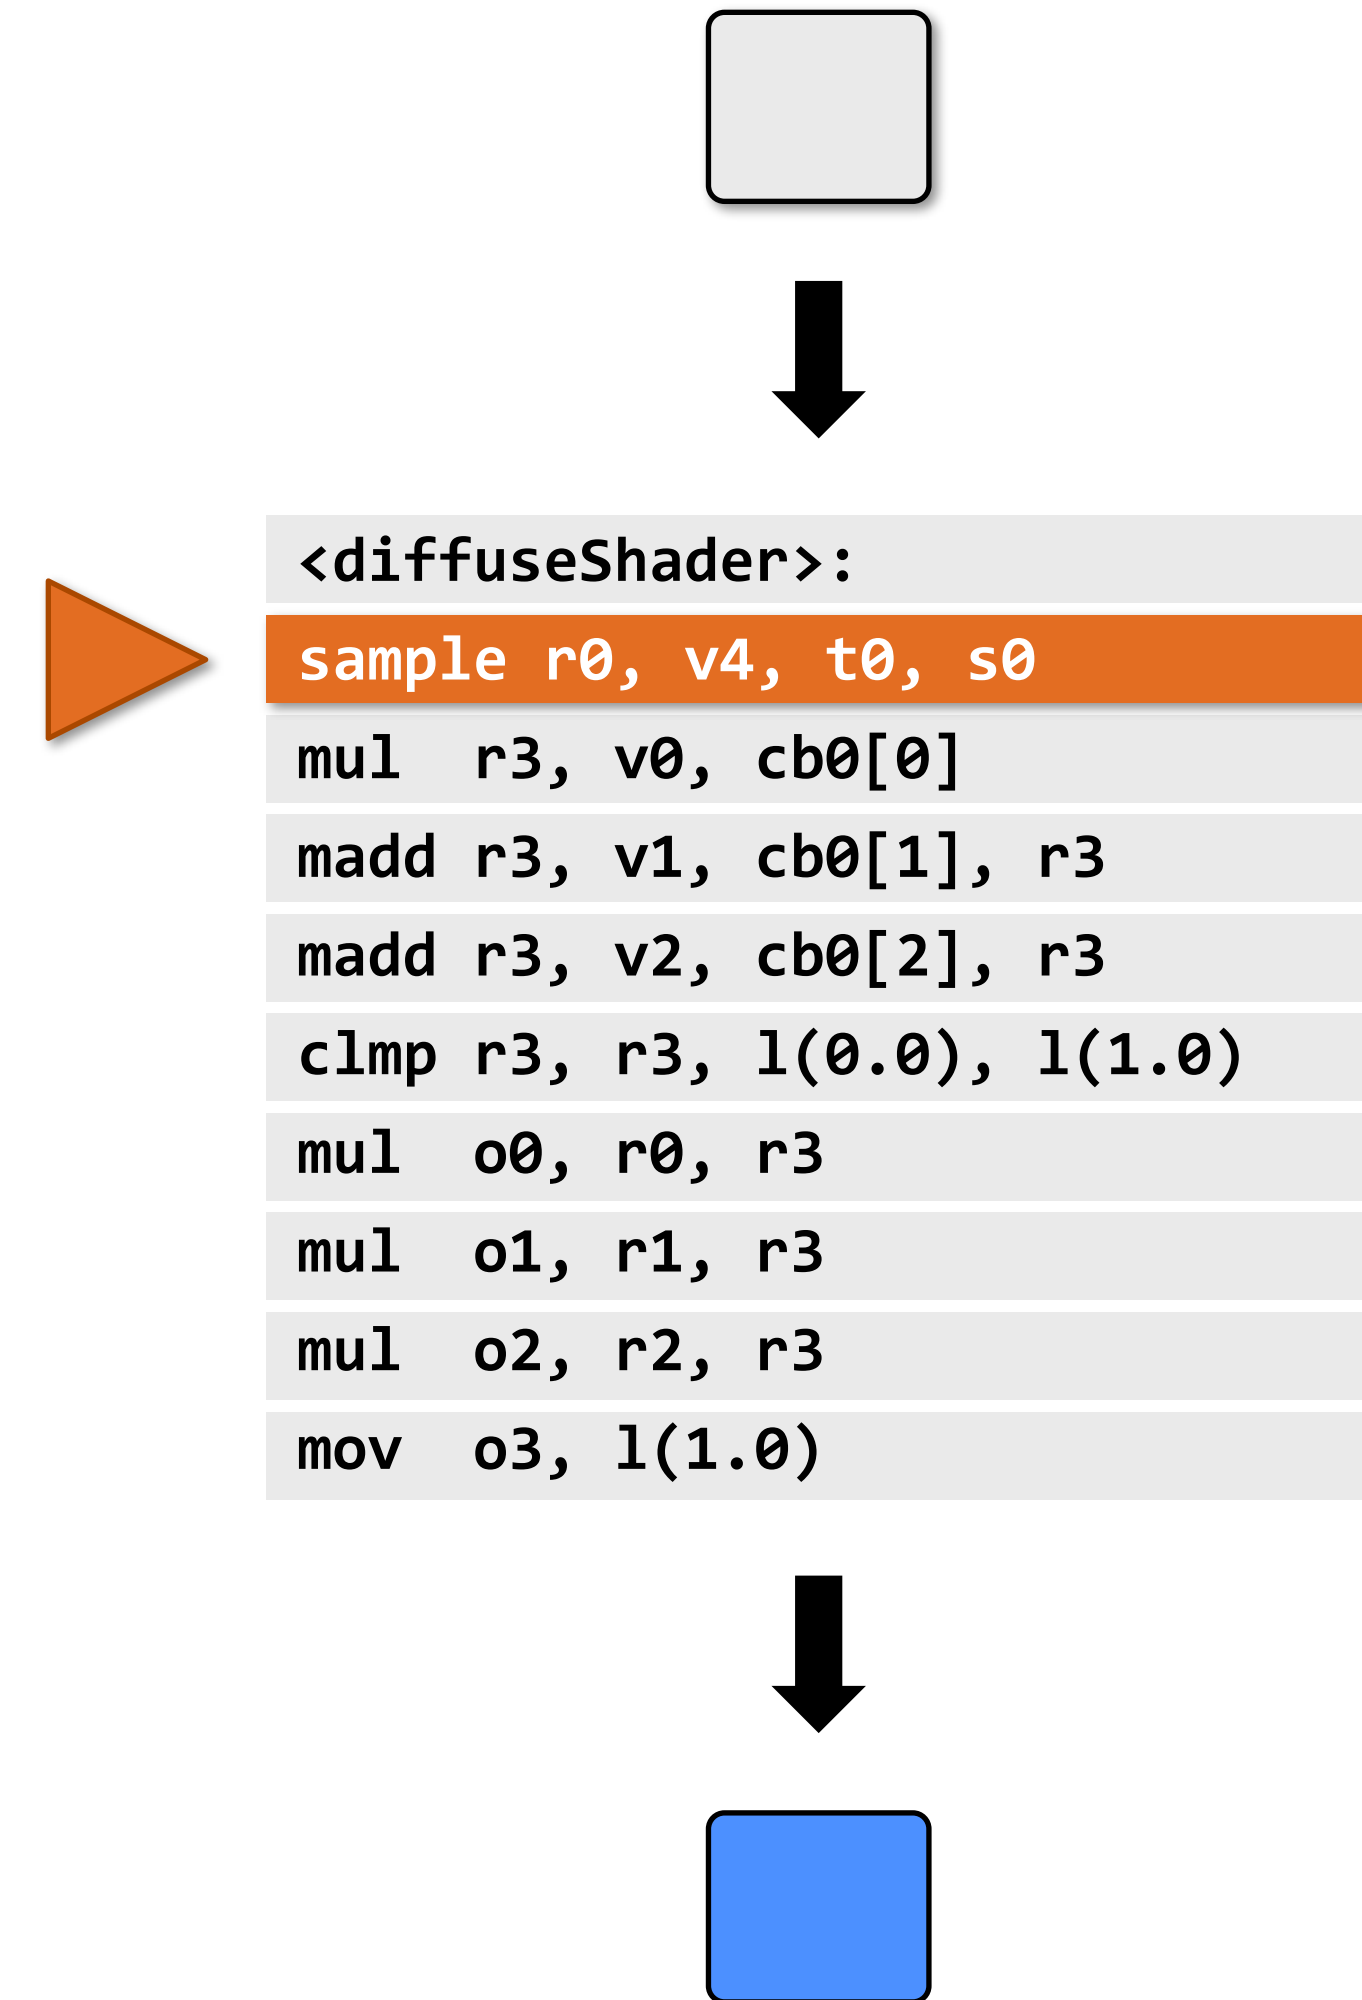 <diffuseShader>:
sample r0, v4, t0, s0
mul  r3, v0, cb0[0]
madd r3, v1, cb0[1], r3
madd r3, v2, cb0[2], r3
clmp r3, r3, l(0.0), l(1.0)
mul  o0, r0, r3
mul  o1, r1, r3
mul  o2, r2, r3
mov  o3, l(1.0)